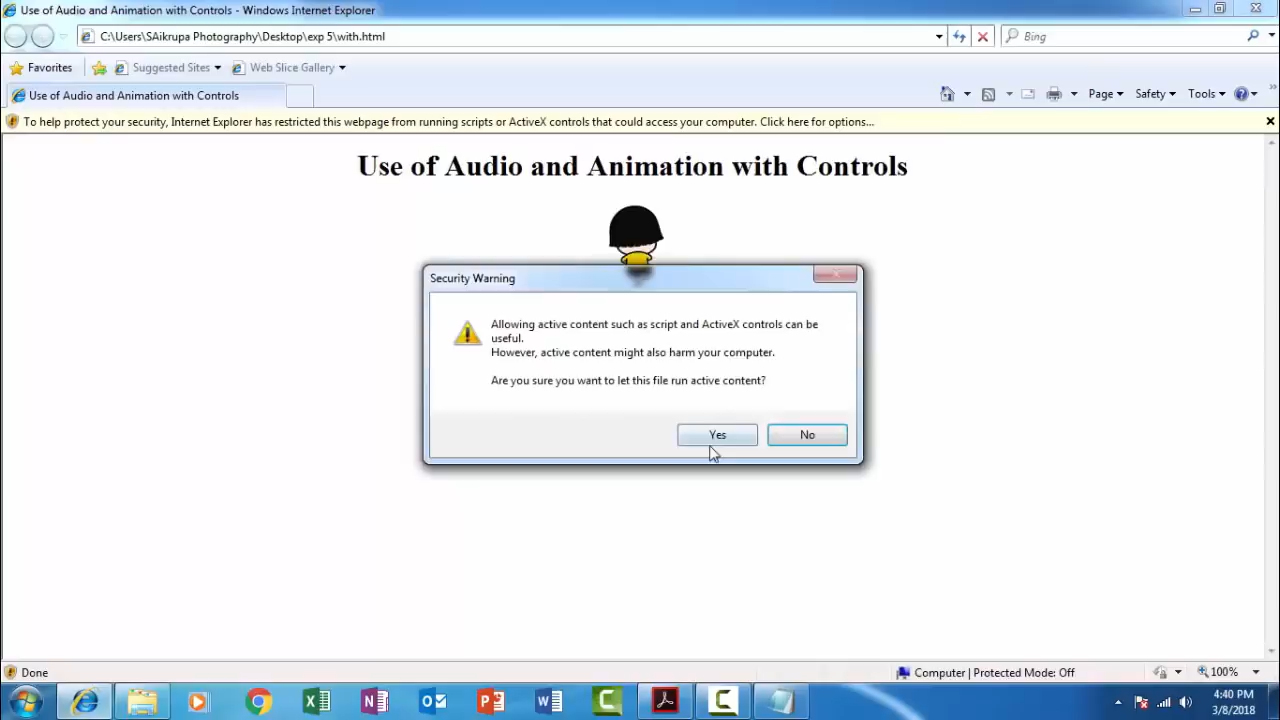 Use of Audio and Animation with Controls - Windows Internet Explorer
C:\Users\SAikrupa Photography\Desktop\exp 5\with.html
Bing
Favorites
Suggested Sites
Web Slice Gallery
Use of Audio and Animation with Controls
Page
Safety
Tools
To help protect your security, Internet Explorer has restricted this webpage from running scripts or ActiveX controls that could access your computer. Click here for options...
Use of Audio and Animation with Controls
Security Warning
Allowing active content such as script and ActiveX controls can be
useful.
However, active content might also harm your computer.
Are you sure you want to let this file run active content?
Yes
No
Done
Computer | Protected Mode: Off
100%
4:40 PM
3/8/2018